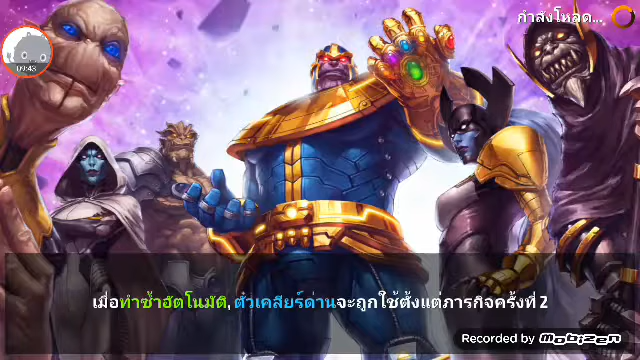 กำลังโหลด...
09:43
เมื่อทำซ้ำอัตโนมัติ, ตั๋วเคลียร์ด่านจะถูกใช้ตั้งแต่ภารกิจครั้งที่ 2
Recorded by Mobizen